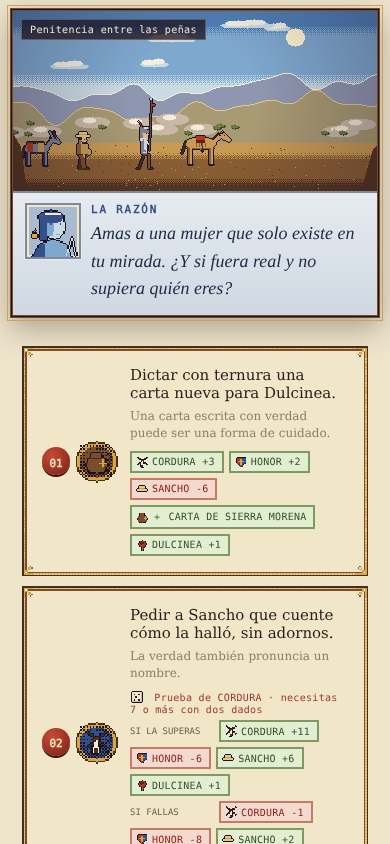 Penitencia entre las peñas
LA RAZÓN
Amas a una mujer que solo existe en
tu mirada. ¿Y si fuera real y no
supiera quién eres?
Dictar con ternura una
carta nueva para Dulcinea.
Una carta escrita con verdad
puede ser una forma de cuidado.
01
CORDURA +3 HONOR +2
SANCHO -6
+ CARTA DE SIERRA MORENA
DULCINEA +1
Pedir a Sancho que cuente
cómo la halló, sin adornos.
La verdad también pronuncia un
nombre.
Prueba de CORDURA · necesitas
7 o más con dos dados
02
SI LA SUPERAS CORDURA +11
HONOR -6 SANCHO +6
DULCINEA +1
SI FALLAS CORDURA -1
HONOR -8 SANCHO +2